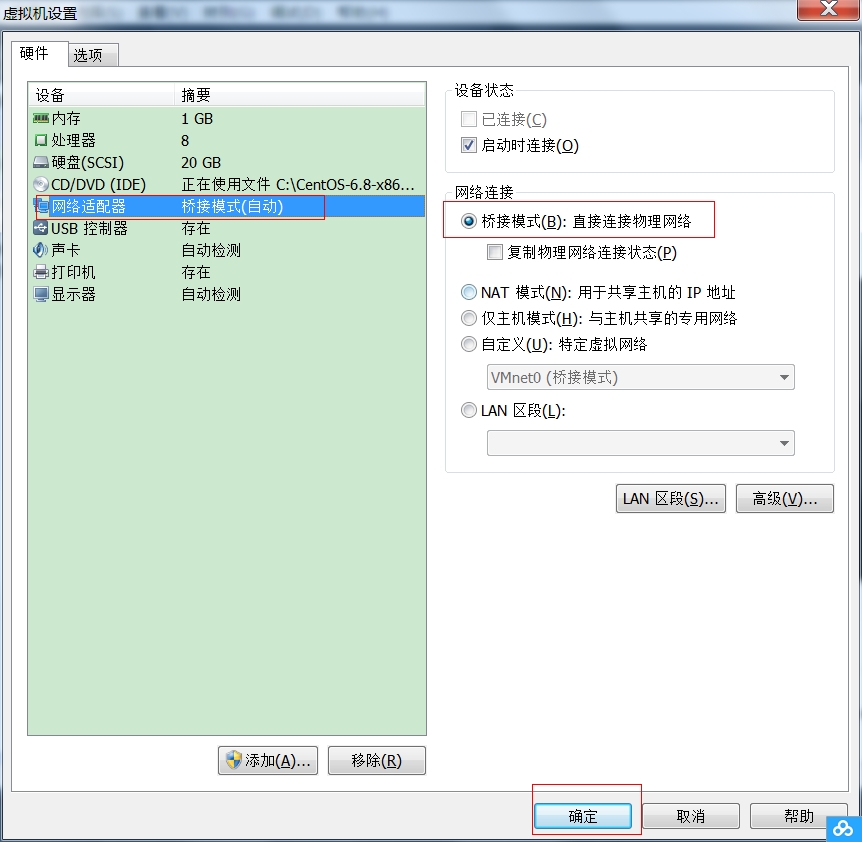 虚拟机设置
硬件 选项
设备 摘要
内存 1 GB
处理器 8
硬盘(SCSI) 20 GB
CD/DVD (IDE) 正在使用文件 C:\CentOS-6.8-x86...
网络适配器 桥接模式(自动)
USB 控制器 存在
声卡 自动检测
打印机 存在
显示器 自动检测
添加(A)... 移除(R)
设备状态
已连接(C)
启动时连接(O)
网络连接
桥接模式(B): 直接连接物理网络
复制物理网络连接状态(P)
NAT 模式(N): 用于共享主机的 IP 地址
仅主机模式(H): 与主机共享的专用网络
自定义(U): 特定虚拟网络
VMnet0 (桥接模式)
LAN 区段(L):
LAN 区段(S)... 高级(V)...
确定 取消 帮助